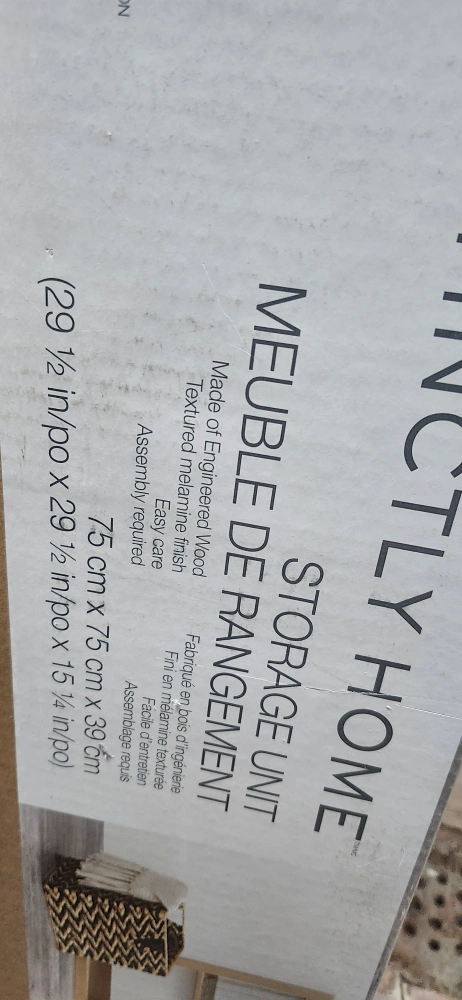 INCTLY HOME
STORAGE UNIT
MEUBLE DE RANGEMENT
Made of Engineered Wood
Textured melamine finish
Easy care
Assembly required
Fabriqué en bois d'ingénierie
Fini en mélamine texturée
Facile d'entretien
Assemblage requis
75 cm x 75 cm x 39 cm
(29 ½ in/po x 29 ½ in/po x 15 ¼ in/po)
ON